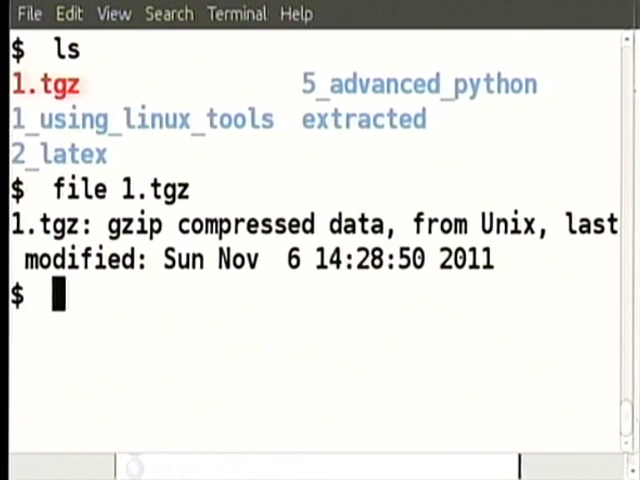 File Edit View Search Terminal Help
$ ls
1.tgz 5_advanced_python
1_using_linux_tools extracted
2_latex
$ file 1.tgz
1.tgz: gzip compressed data, from Unix, last
modified: Sun Nov  6 14:28:50 2011
$